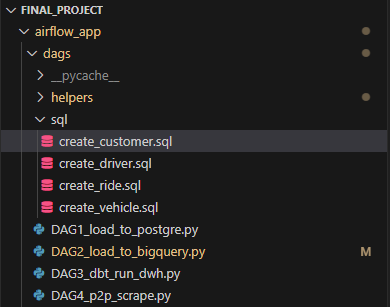 FINAL_PROJECT
airflow_app
dags
__pycache__
helpers
sql
create_customer.sql
create_driver.sql
create_ride.sql
create_vehicle.sql
DAG1_load_to_postgre.py
DAG2_load_to_bigquery.py M
DAG3_dbt_run_dwh.py
DAG4_p2p_scrape.py